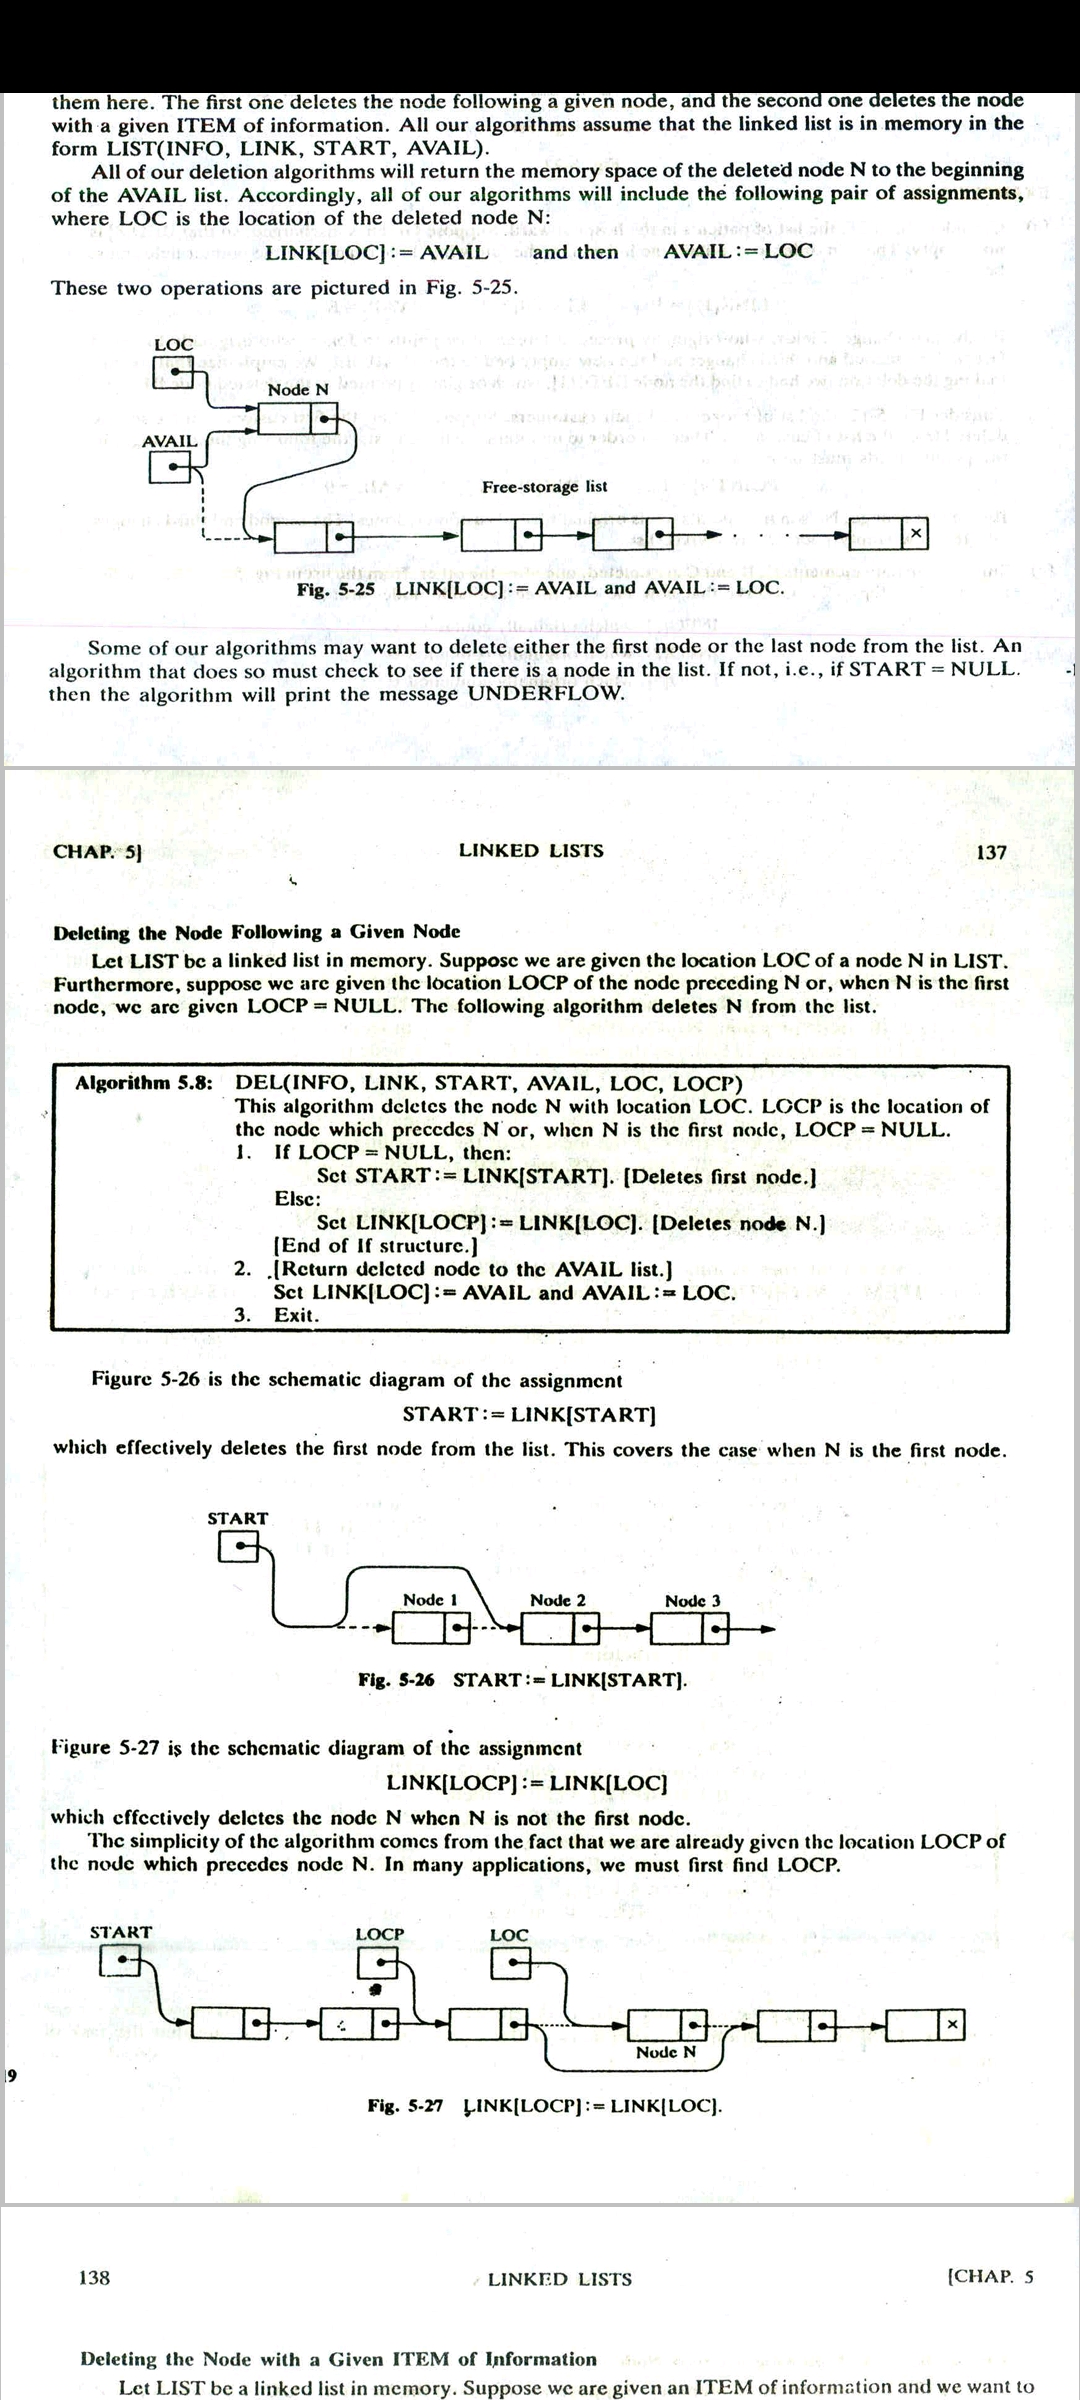 them here. The first one deletes the node following a given node, and the second one deletes the node
with a given ITEM of information. All our algorithms assume that the linked list is in memory in the
form LIST(INFO, LINK, START, AVAIL).
All of our deletion algorithms will return the memory space of the deleted node N to the beginning
of the AVAIL list. Accordingly, all of our algorithms will include the following pair of assignments,
where LOC is the location of the deleted node N:
LINK[LOC] := AVAIL and then AVAIL := LOC
These two operations are pictured in Fig. 5-25.
LOC
Node N
AVAIL
Free-storage list
×
Fig. 5-25 LINK[LOC] := AVAIL and AVAIL := LOC.
Some of our algorithms may want to delete either the first node or the last node from the list. An
algorithm that does so must check to see if there is a node in the list. If not, i.e., if START = NULL.
then the algorithm will print the message UNDERFLOW.
CHAP. 5] LINKED LISTS 137
Deleting the Node Following a Given Node
Let LIST be a linked list in memory. Suppose we are given the location LOC of a node N in LIST.
Furthermore, suppose we are given the location LOCP of the node preceding N or, when N is the first
node, we are given LOCP = NULL. The following algorithm deletes N from the list.
Algorithm 5.8: DEL(INFO, LINK, START, AVAIL, LOC, LOCP)
This algorithm deletes the node N with location LOC. LOCP is the location of
the node which precedes N or, when N is the first node, LOCP = NULL.
1. If LOCP = NULL, then:
Set START := LINK[START]. [Deletes first node.]
Else:
Set LINK[LOCP] := LINK[LOC]. [Deletes node N.]
[End of If structure.]
2. [Return deleted node to the AVAIL list.]
Set LINK[LOC] := AVAIL and AVAIL := LOC.
3. Exit.
Figure 5-26 is the schematic diagram of the assignment
START := LINK[START]
which effectively deletes the first node from the list. This covers the case when N is the first node.
START
Node 1 Node 2 Node 3
Fig. 5-26 START := LINK[START].
Figure 5-27 is the schematic diagram of the assignment
LINK[LOCP] := LINK[LOC]
which effectively deletes the node N when N is not the first node.
The simplicity of the algorithm comes from the fact that we are already given the location LOCP of
the node which precedes node N. In many applications, we must first find LOCP.
START LOCP LOC
×
Node N
19
Fig. 5-27 LINK[LOCP] := LINK[LOC].
138 LINKED LISTS [CHAP. 5
Deleting the Node with a Given ITEM of Information
Let LIST be a linked list in memory. Suppose we are given an ITEM of information and we want to